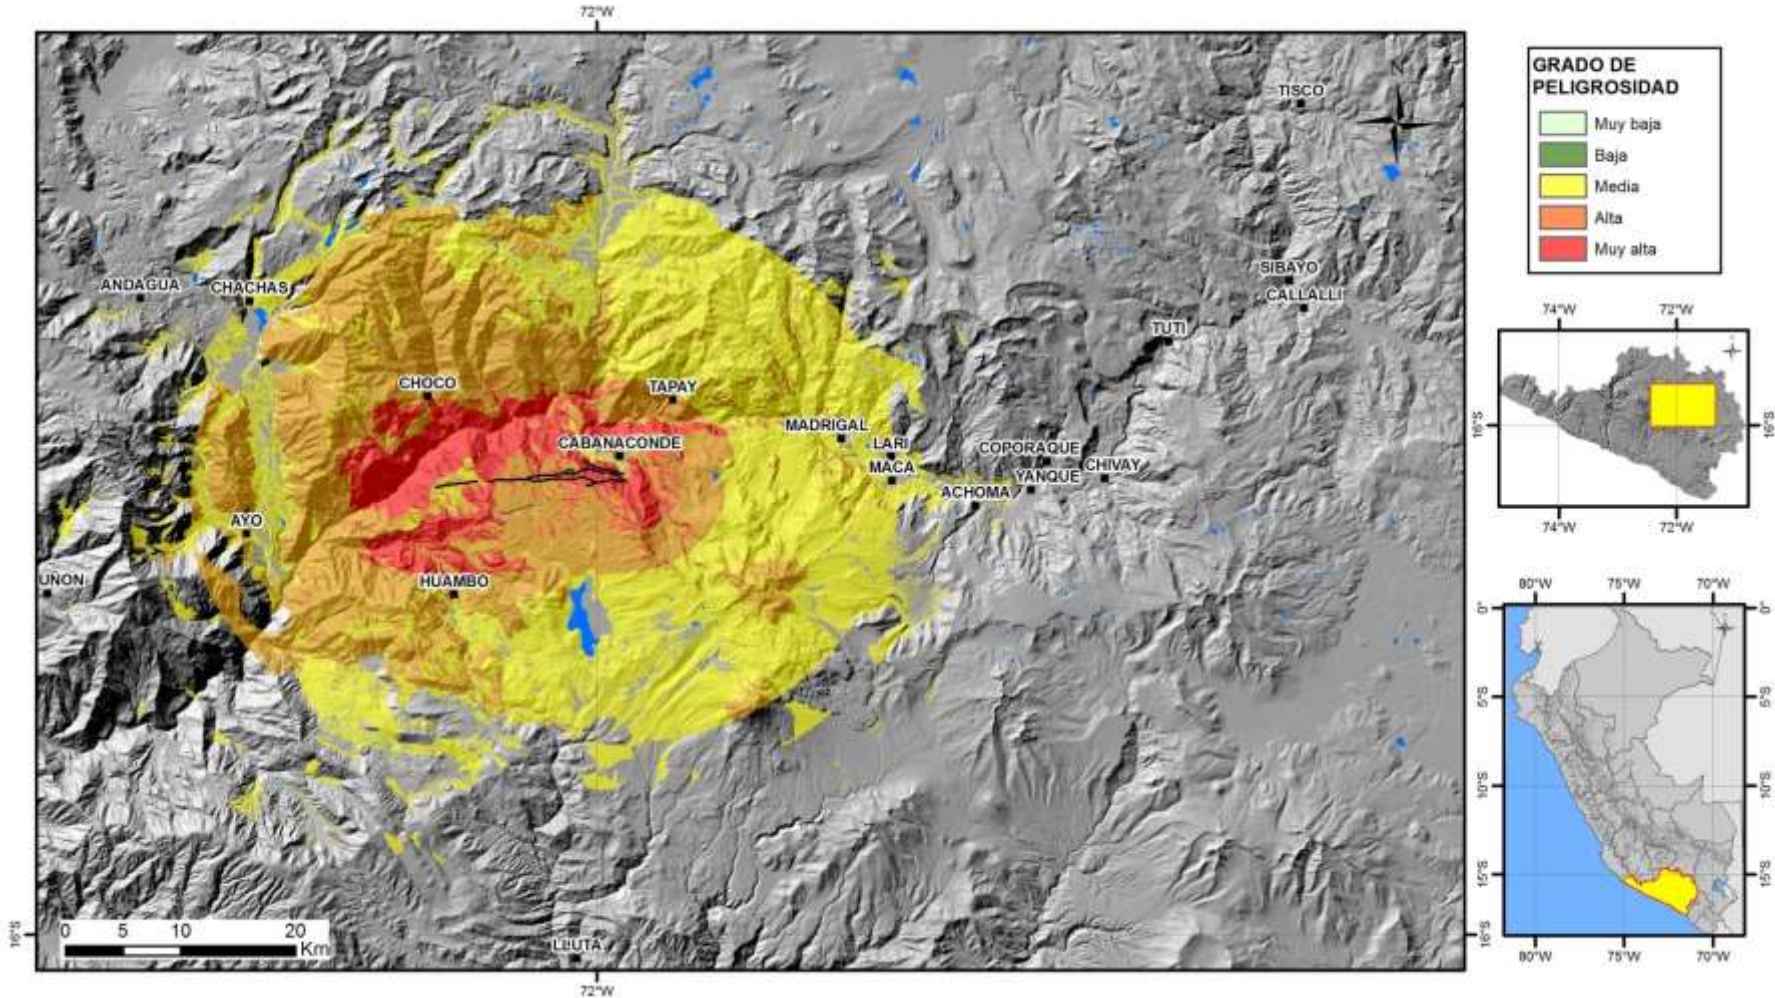 72°W
N
TISCO
SIBAYO
ANDAGUA
CHACHAS
CALLALLI
TUTI
CHOCO
TAPAY
MADRIGAL
CABANACONDE
LARI
COPORAQUE
MACA
CHIVAY
YANQUE
ACHOMA
AYO
UÑON
HUAMBO
0 5 10 20
Km
LLUTA
16°S
16°S
72°W
GRADO DE
PELIGROSIDAD
Muy baja
Baja
Media
Alta
Muy alta
74°W 72°W
16°S
16°S
74°W 72°W
80°W 75°W 70°W
0°
0°
5°S
5°S
10°S
10°S
15°S
15°S
80°W 75°W 70°W